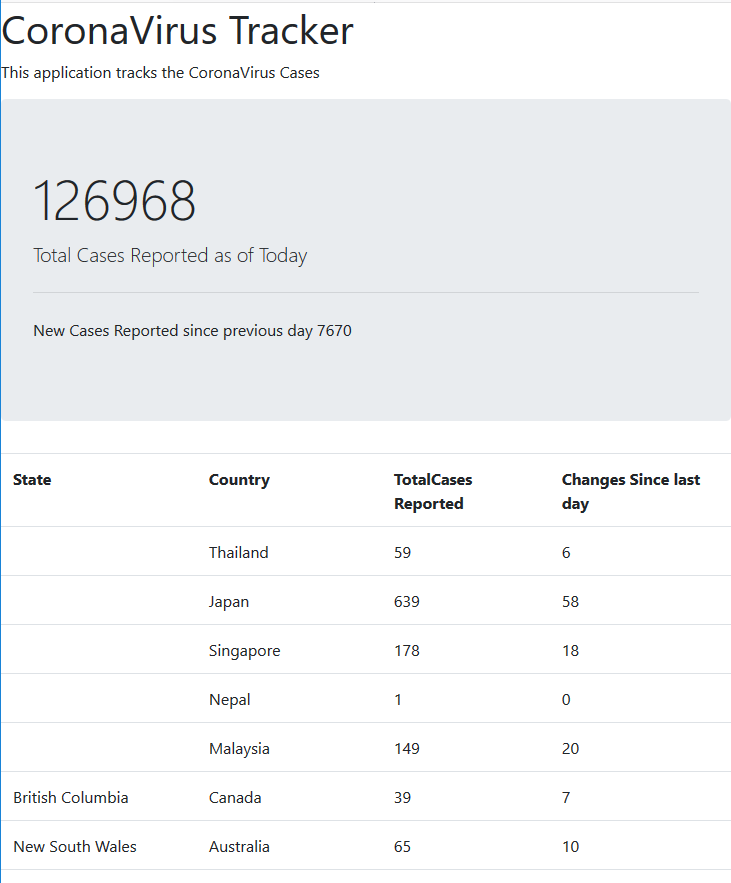 CoronaVirus Tracker
This application tracks the CoronaVirus Cases
126968
Total Cases Reported as of Today
New Cases Reported since previous day 7670
State Country TotalCases Reported Changes Since last day
Thailand 59 6
Japan 639 58
Singapore 178 18
Nepal 1 0
Malaysia 149 20
British Columbia Canada 39 7
New South Wales Australia 65 10